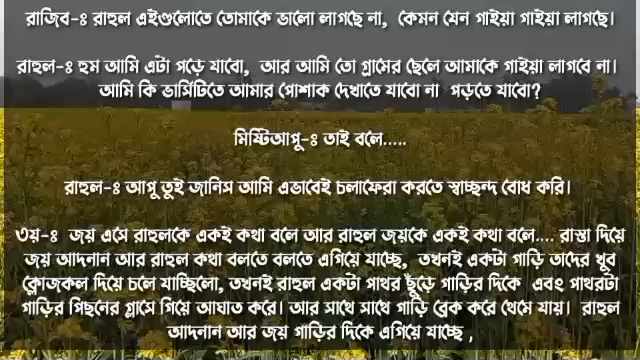 রাজিব-ঃ রাহুল এইগুলোতে তোমাকে ভালো লাগছে না, কেমন যেন গাইয়া গাইয়া লাগছে।
রাহুল-ঃ হুম আমি এটা পড়ে যাবো, আর আমি তো গ্রামের ছেলে আমাকে গাইয়া লাগবে না।
আমি কি ভার্সিটিতে আমার পোশাক দেখাতে যাবো না পড়তে যাবো?
মিষ্টিআপু-ঃ তাই বলে.....
রাহুল-ঃ আপু তুই জানিস আমি এভাবেই চলাফেরা করতে স্বাচ্ছন্দ বোধ করি।
৩য়-ঃ জয় এসে রাহুলকে একই কথা বলে আর রাহুল জয়কে একই কথা বলে.... রাস্তা দিয়ে
জয় আদনান আর রাহুল কথা বলতে বলতে এগিয়ে যাচ্ছে, তখনই একটা গাড়ি তাদের খুব
ক্লোজকল দিয়ে চলে যাচ্ছিলো, তখনই রাহুল একটা পাথর ছুঁড়ে গাড়ির দিকে এবং পাথরটা
গাড়ির পিছনের গ্লাসে গিয়ে আঘাত করে। আর সাথে সাথে গাড়ি ব্রেক করে থেমে যায়। রাহুল
আদনান আর জয় গাড়ির দিকে এগিয়ে যাচ্ছে ,